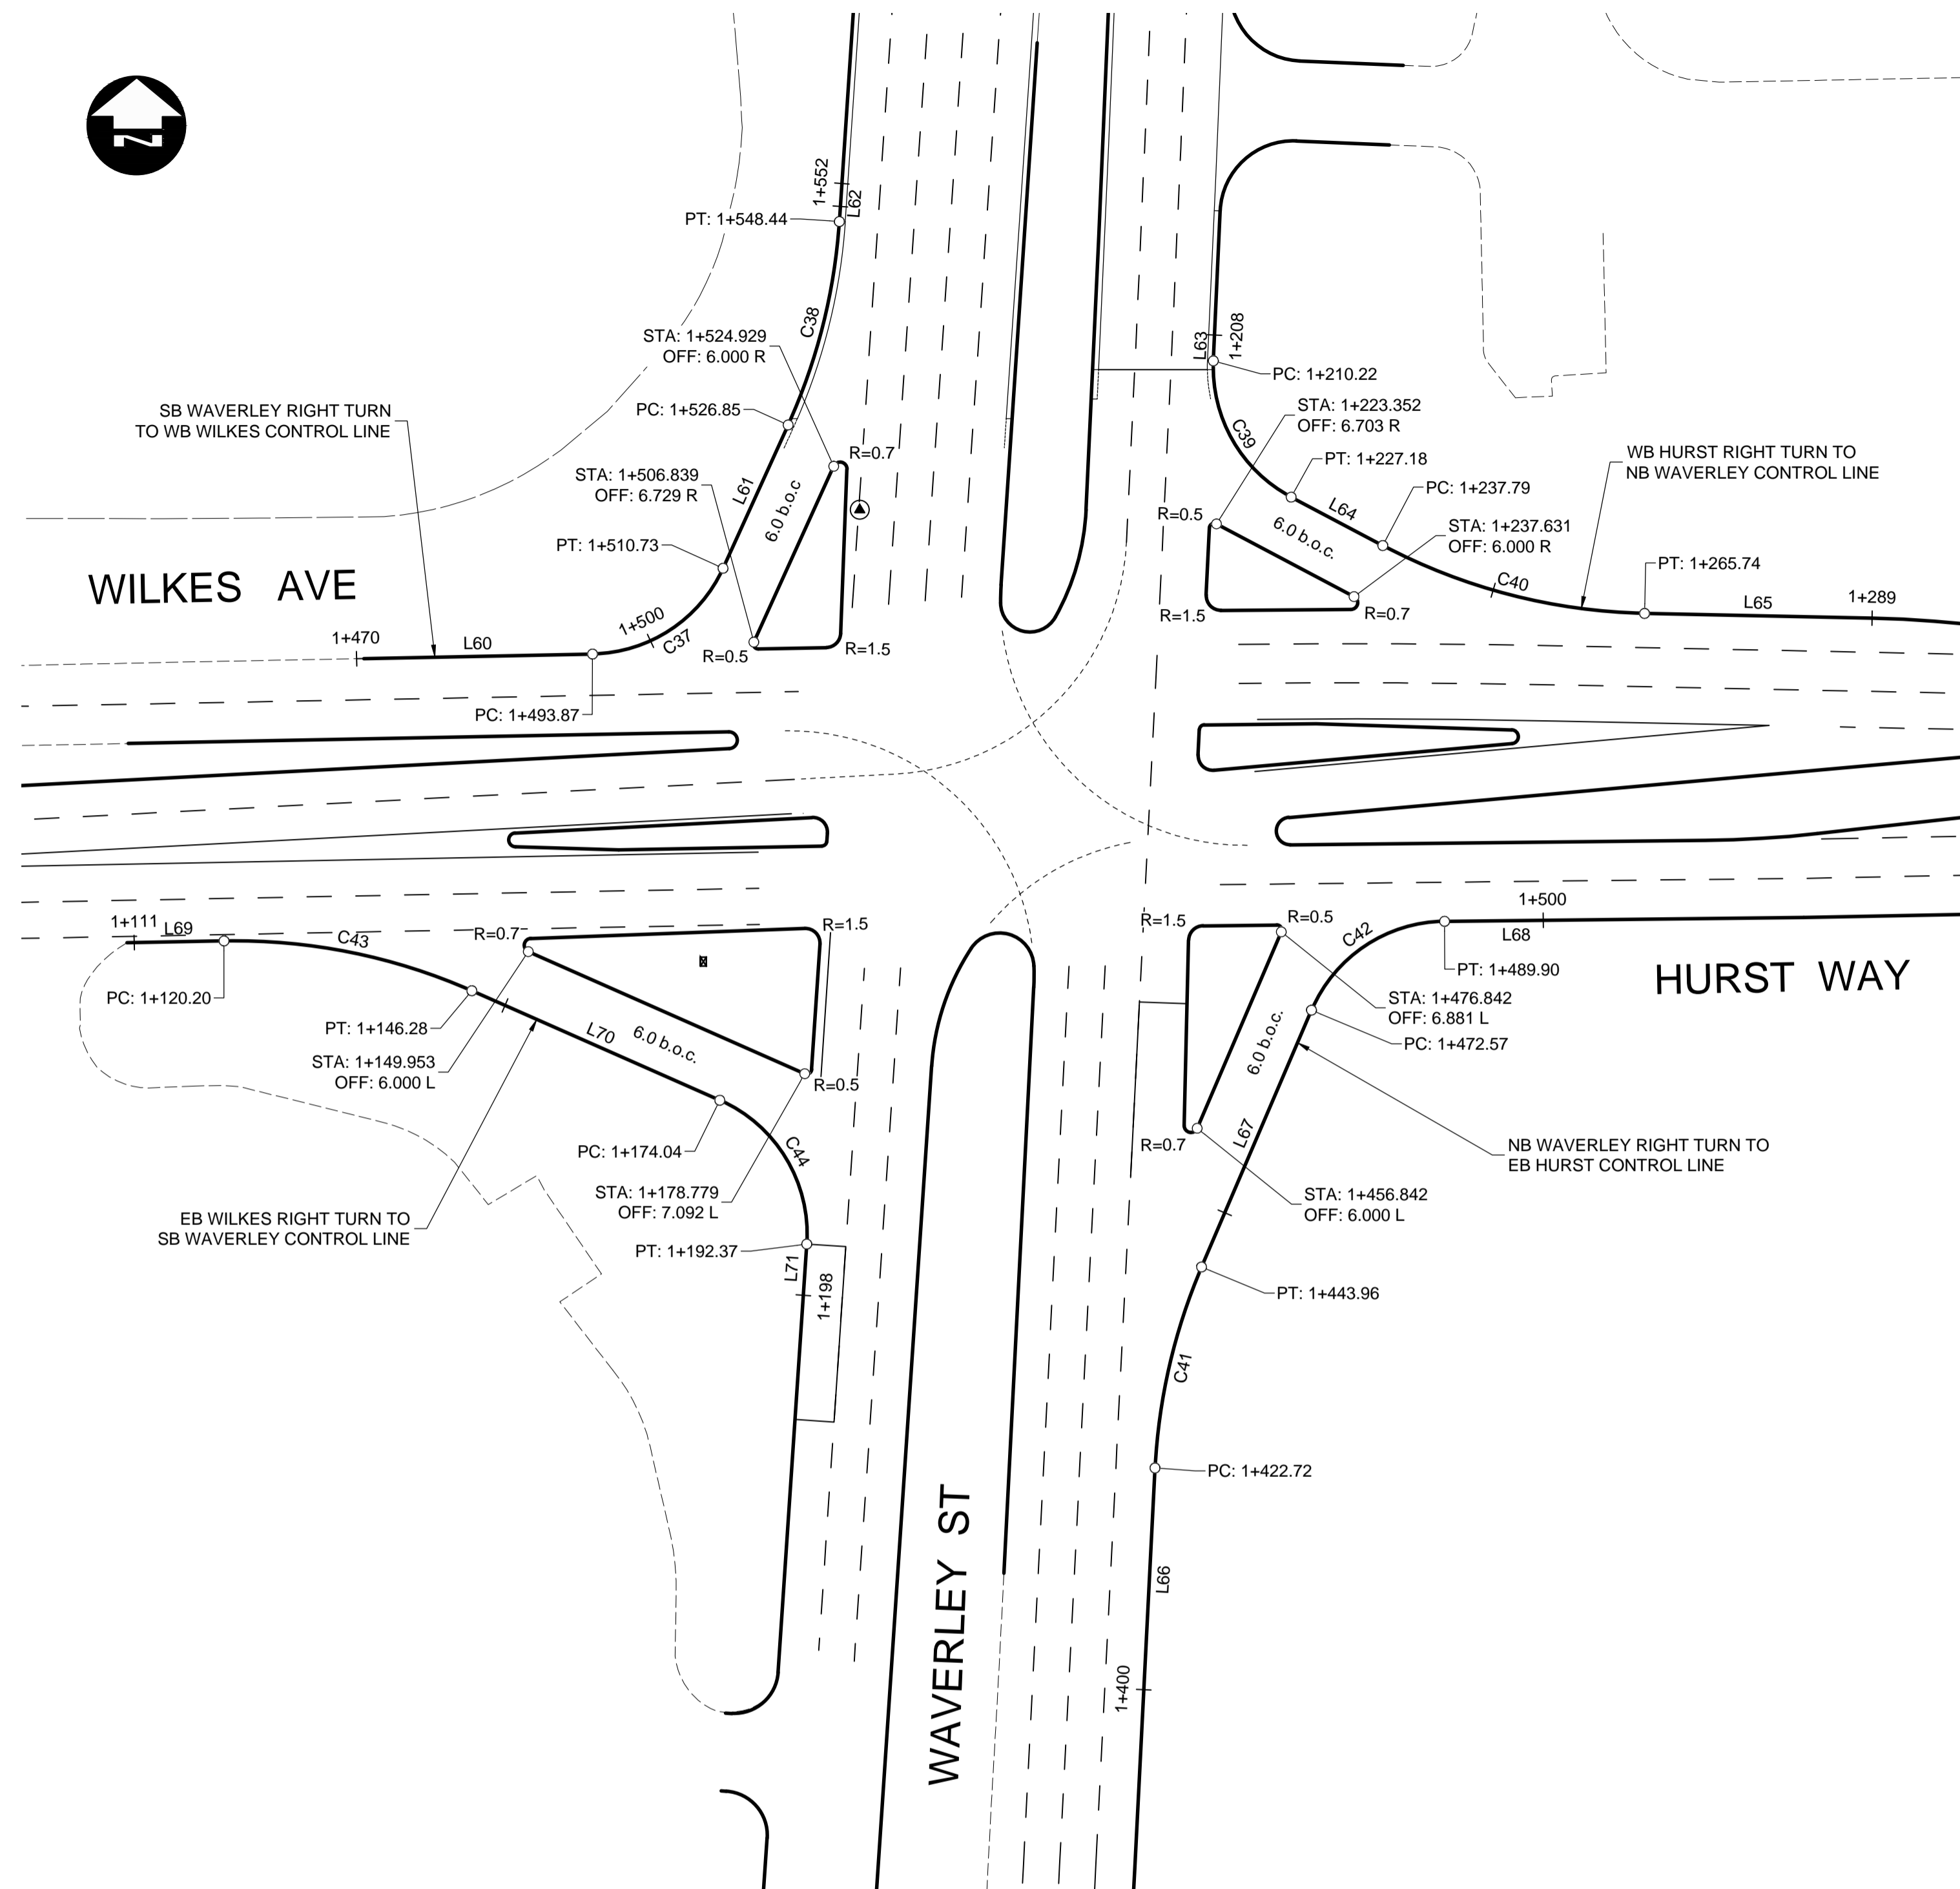 N
1+552
L62
PT: 1+548.44
C38
STA: 1+524.929
OFF: 6.000 R
SB WAVERLEY RIGHT TURN
TO WB WILKES CONTROL LINE
PC: 1+526.85
R=0.7
STA: 1+506.839
OFF: 6.729 R
L61
6.0 b.o.c
PT: 1+510.73
WILKES AVE
1+500
C37
1+470
L60
R=0.5
R=1.5
PC: 1+493.87
L63
1+208
PC: 1+210.22
STA: 1+223.352
OFF: 6.703 R
C39
PT: 1+227.18
WB HURST RIGHT TURN TO
NB WAVERLEY CONTROL LINE
PC: 1+237.79
L64
R=0.5
6.0 b.o.c.
STA: 1+237.631
OFF: 6.000 R
PT: 1+265.74
C40
L65
1+289
R=1.5
R=0.7
1+111
L69
C43
R=0.7
R=1.5
PC: 1+120.20
PT: 1+146.28
L70
6.0 b.o.c.
STA: 1+149.953
OFF: 6.000 L
R=0.5
PC: 1+174.04
C44
STA: 1+178.779
OFF: 7.092 L
EB WILKES RIGHT TURN TO
SB WAVERLEY CONTROL LINE
PT: 1+192.37
L71
1+198
R=1.5
R=0.5
C42
1+500
L68
PT: 1+489.90
HURST WAY
STA: 1+476.842
OFF: 6.881 L
6.0 b.o.c.
PC: 1+472.57
R=0.7
L67
NB WAVERLEY RIGHT TURN TO
EB HURST CONTROL LINE
STA: 1+456.842
OFF: 6.000 L
PT: 1+443.96
C41
PC: 1+422.72
WAVERLEY ST
L66
1+400